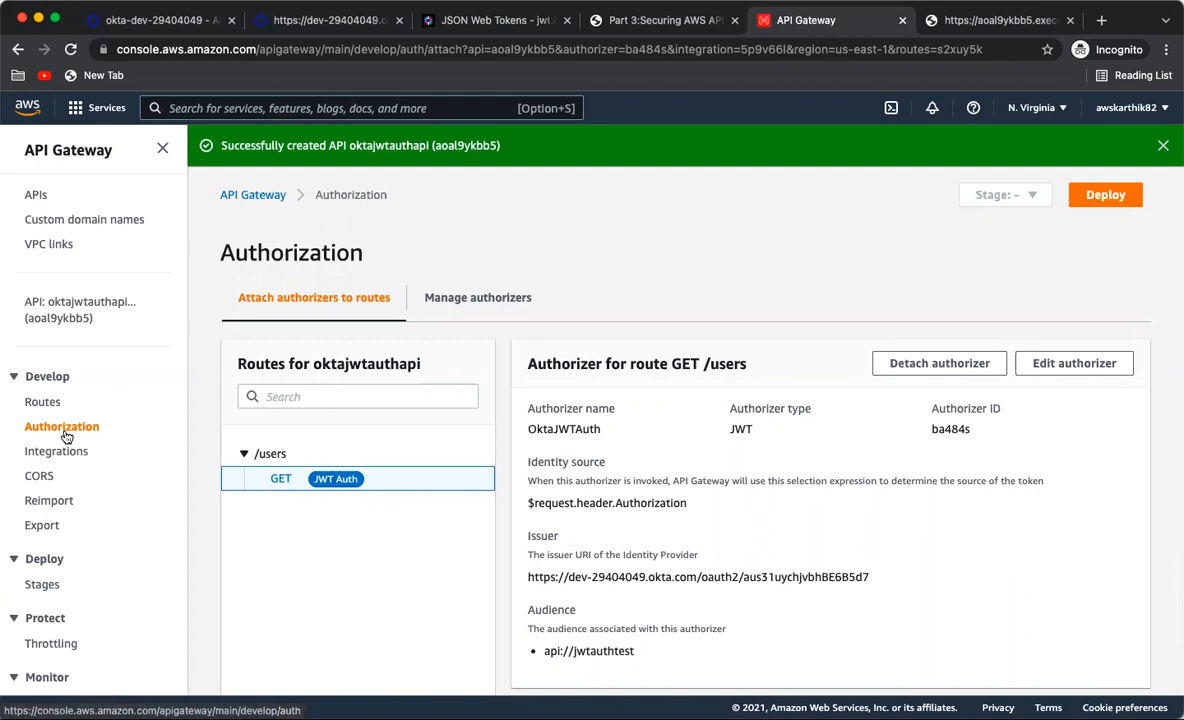 okta-dev-29404049 - A
https://dev-29404049.o
JSON Web Tokens - jwt.i
Part 3:Securing AWS API
API Gateway
https://aoal9ykbb5.exec
console.aws.amazon.com/apigateway/main/develop/auth/attach?api=aoal9ykbb5&authorizer=ba484s&integration=5p9v66l&region=us-east-1&routes=s2xuy5k
Incognito
New Tab
Reading List
aws
Services
Search for services, features, blogs, docs, and more
[Option+S]
N. Virginia
awskarthik82
API Gateway
Successfully created API oktajwtauthapi (aoal9ykbb5)
APIs
Custom domain names
VPC links
API: oktajwtauthapi...
(aoal9ykbb5)
Develop
Routes
Authorization
Integrations
CORS
Reimport
Export
Deploy
Stages
Protect
Throttling
Monitor
API Gateway
Authorization
Stage: -
Deploy
Authorization
Attach authorizers to routes
Manage authorizers
Routes for oktajwtauthapi
Search
/users
GET
JWT Auth
Authorizer for route GET /users
Detach authorizer
Edit authorizer
Authorizer name
Authorizer type
Authorizer ID
OktaJWTAuth
JWT
ba484s
Identity source
When this authorizer is invoked, API Gateway will use this selection expression to determine the source of the token
$request.header.Authorization
Issuer
The issuer URI of the Identity Provider
https://dev-29404049.okta.com/oauth2/aus31uychjvbhBE6B5d7
Audience
The audience associated with this authorizer
• api://jwtauthtest
https://console.aws.amazon.com/apigateway/main/develop/auth
© 2021, Amazon Web Services, Inc. or its affiliates.
Privacy
Terms
Cookie preferences